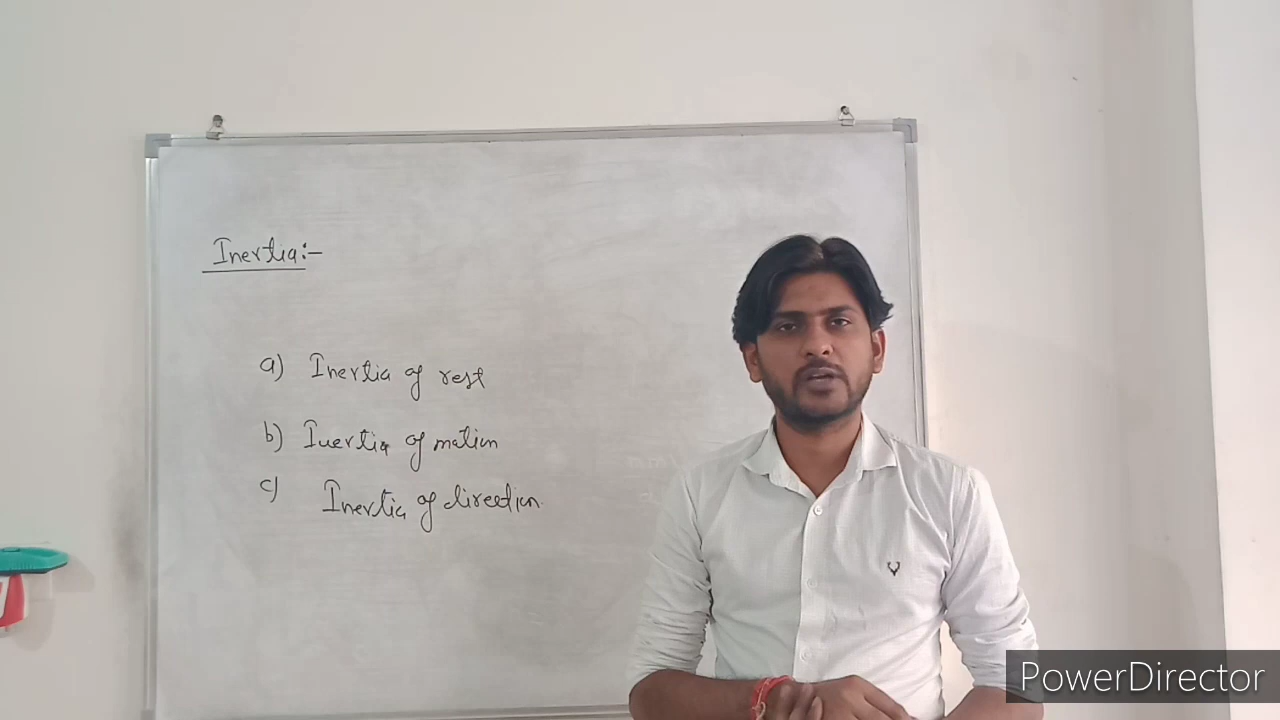 Inertia:-
a) Inertia of rest
b) Inertia of motion
c) Inertia of direction.
PowerDirector